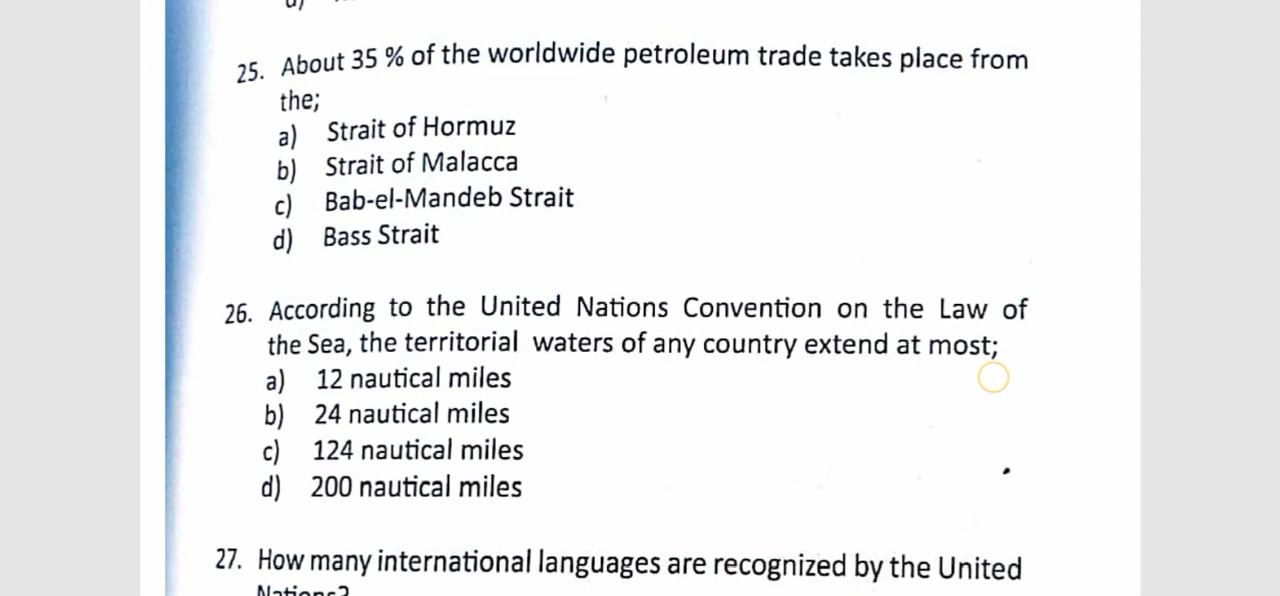 25. About 35 % of the worldwide petroleum trade takes place from
the;
a) Strait of Hormuz
b) Strait of Malacca
c) Bab-el-Mandeb Strait
d) Bass Strait
26. According to the United Nations Convention on the Law of
the Sea, the territorial waters of any country extend at most;
a) 12 nautical miles
b) 24 nautical miles
c) 124 nautical miles
d) 200 nautical miles
27. How many international languages are recognized by the United
Nations?